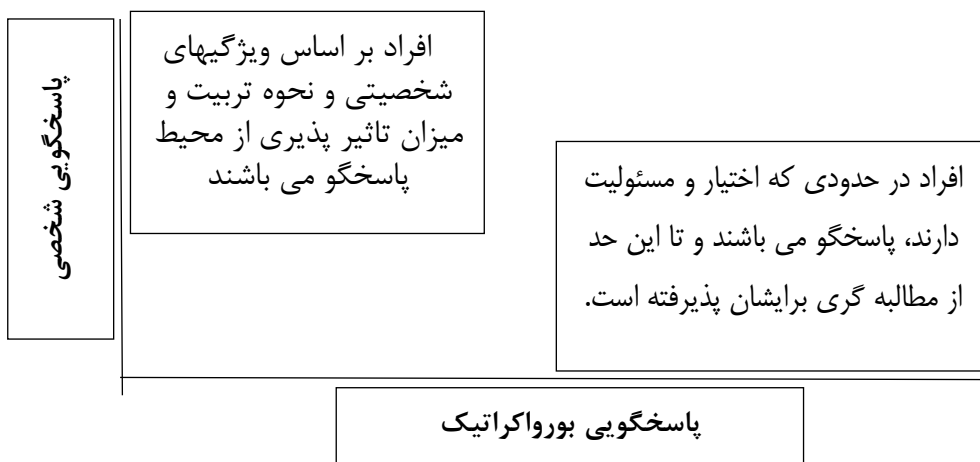 پاسخگویی شخصی
افراد بر اساس ویژگیهای
شخصیتی و نحوه تربیت و
میزان تاثیر پذیری از محیط
پاسخگو می باشند
افراد در حدودی که اختیار و مسئولیت
دارند، پاسخگو می باشند و تا این حد
از مطالبه گری برایشان پذیرفته است.
پاسخگویی بورواکراتیک